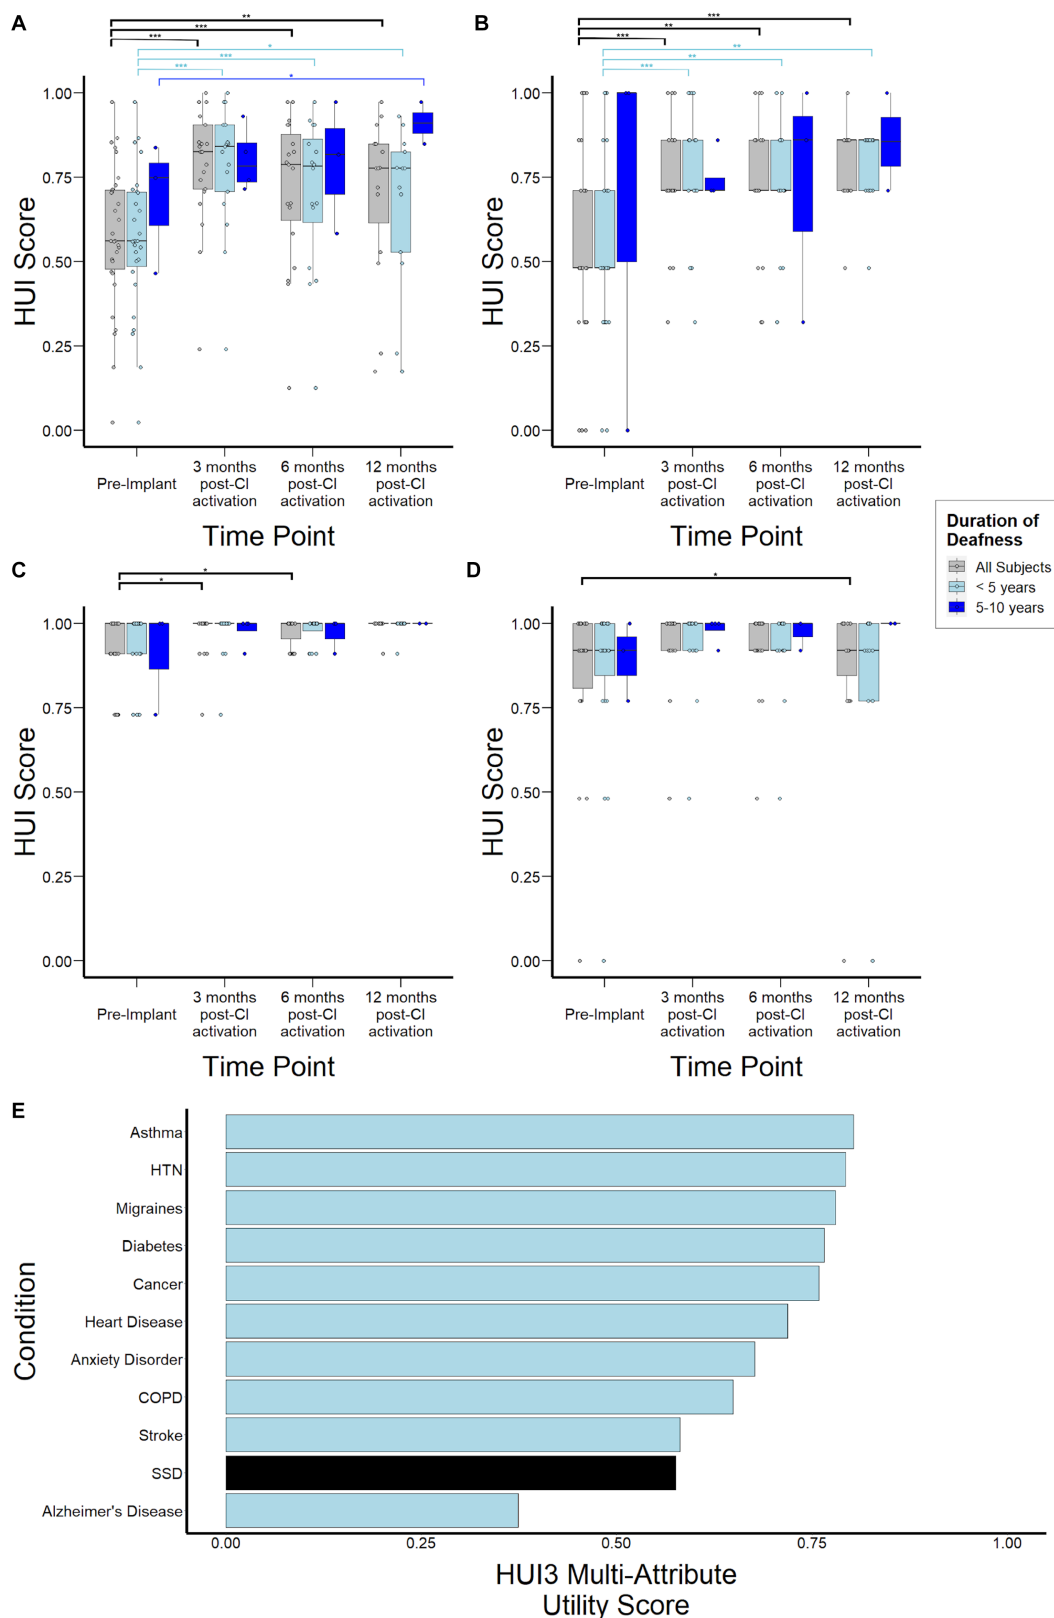 A
**
***
***
*
***
***
*
HUI Score
1.00
0.75
0.50
0.25
0.00
Pre-Implant
3 months
post-CI
activation
6 months
post-CI
activation
12 months
post-CI
activation
Time Point
B
***
**
***
**
**
***
HUI Score
1.00
0.75
0.50
0.25
0.00
Pre-Implant
3 months
post-CI
activation
6 months
post-CI
activation
12 months
post-CI
activation
Time Point
Duration of
Deafness
All Subjects
< 5 years
5-10 years
C
*
*
HUI Score
1.00
0.75
0.50
0.25
0.00
Pre-Implant
3 months
post-CI
activation
6 months
post-CI
activation
12 months
post-CI
activation
Time Point
D
*
HUI Score
1.00
0.75
0.50
0.25
0.00
Pre-Implant
3 months
post-CI
activation
6 months
post-CI
activation
12 months
post-CI
activation
Time Point
E
Condition
Asthma
HTN
Migraines
Diabetes
Cancer
Heart Disease
Anxiety Disorder
COPD
Stroke
SSD
Alzheimer's Disease
0.00
0.25
0.50
0.75
1.00
HUI3 Multi-Attribute
Utility Score